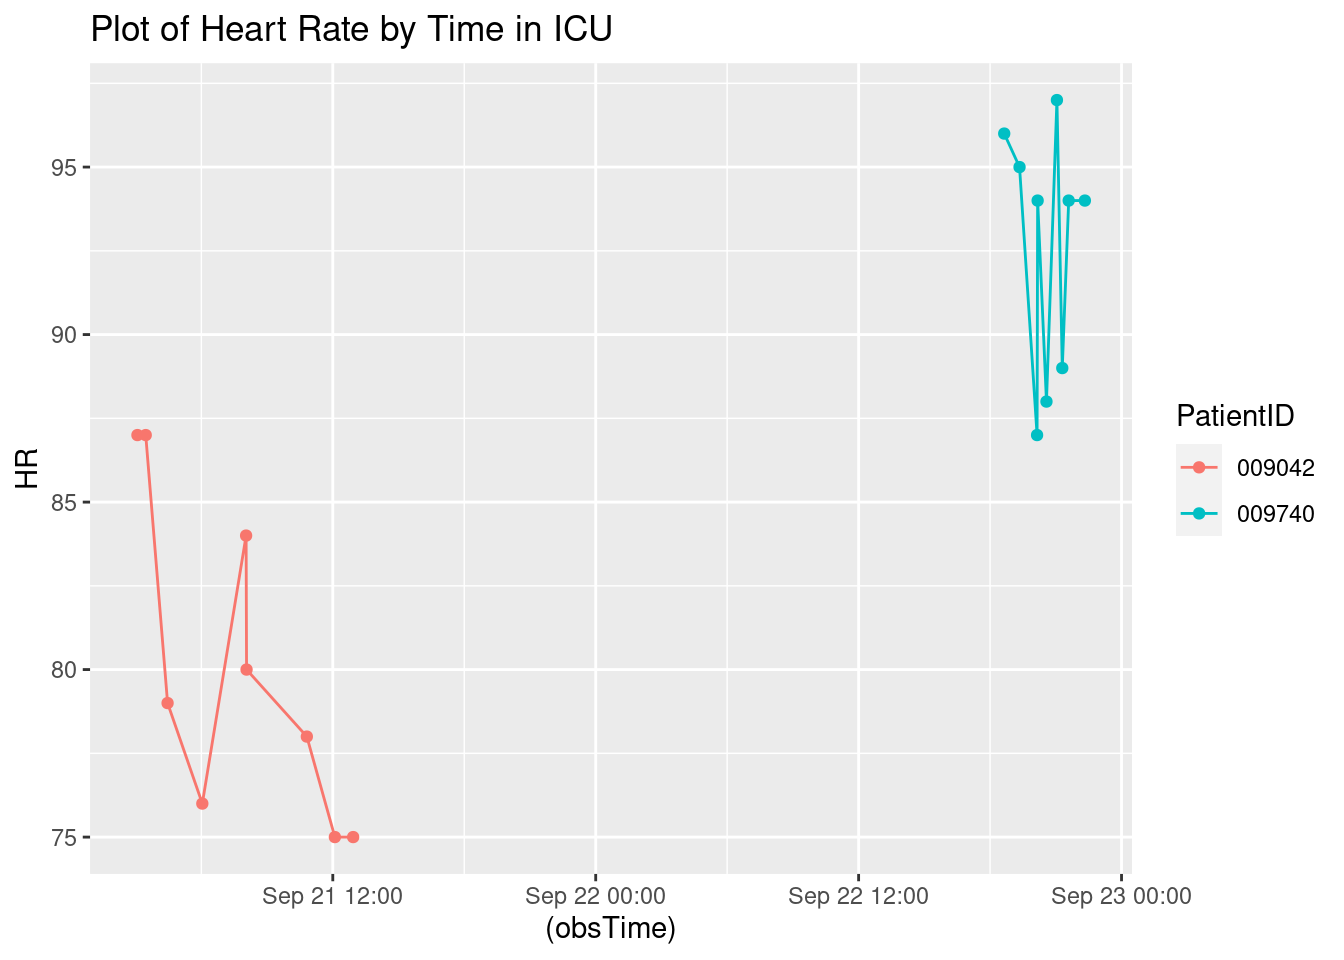 Plot of Heart Rate by Time in ICU
95
90
85
80
75
HR
Sep 21 12:00
Sep 22 00:00
Sep 22 12:00
Sep 23 00:00
(obsTime)
PatientID
009042
009740